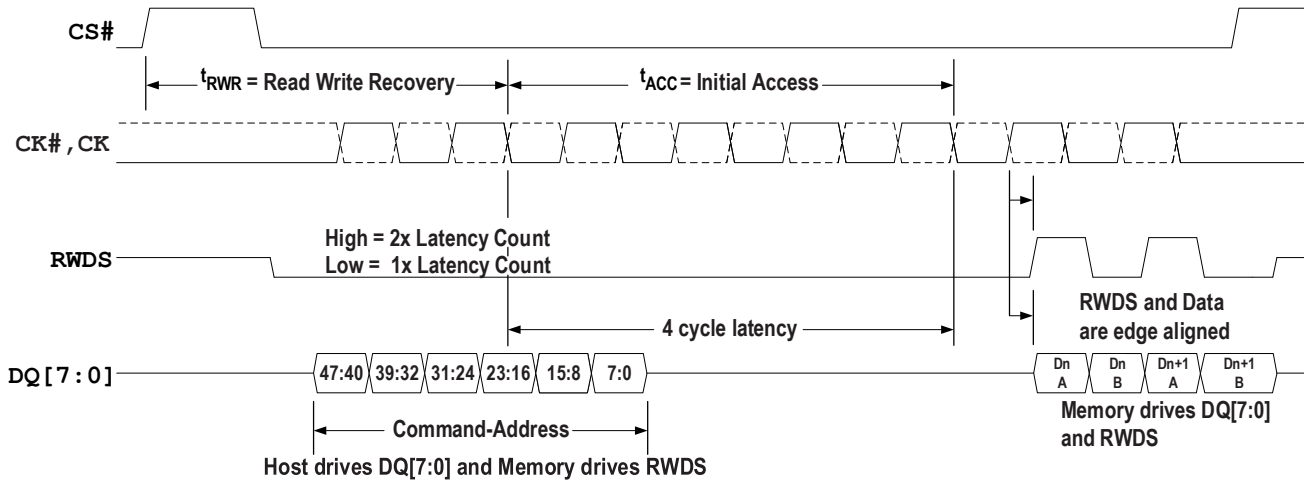 CS#
tRWR = Read Write Recovery
tACC = Initial Access
CK#,CK
High = 2x Latency Count
Low = 1x Latency Count
RWDS
RWDS and Data
are edge aligned
4 cycle latency
DQ[7:0]
47:40 39:32 31:24 23:16 15:8 7:0
Dn A
Dn B
Dn+1 A
Dn+1 B
Command-Address
Memory drives DQ[7:0]
and RWDS
Host drives DQ[7:0] and Memory drives RWDS